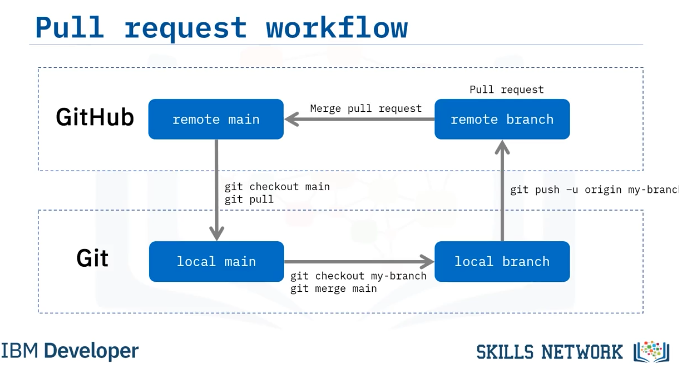 Pull request workflow
Pull request
GitHub
remote main
Merge pull request
remote branch
git checkout main
git pull
git push -u origin my-branch
Git
local main
git checkout my-branch
git merge main
local branch
IBM Developer
SKILLS NETWORK